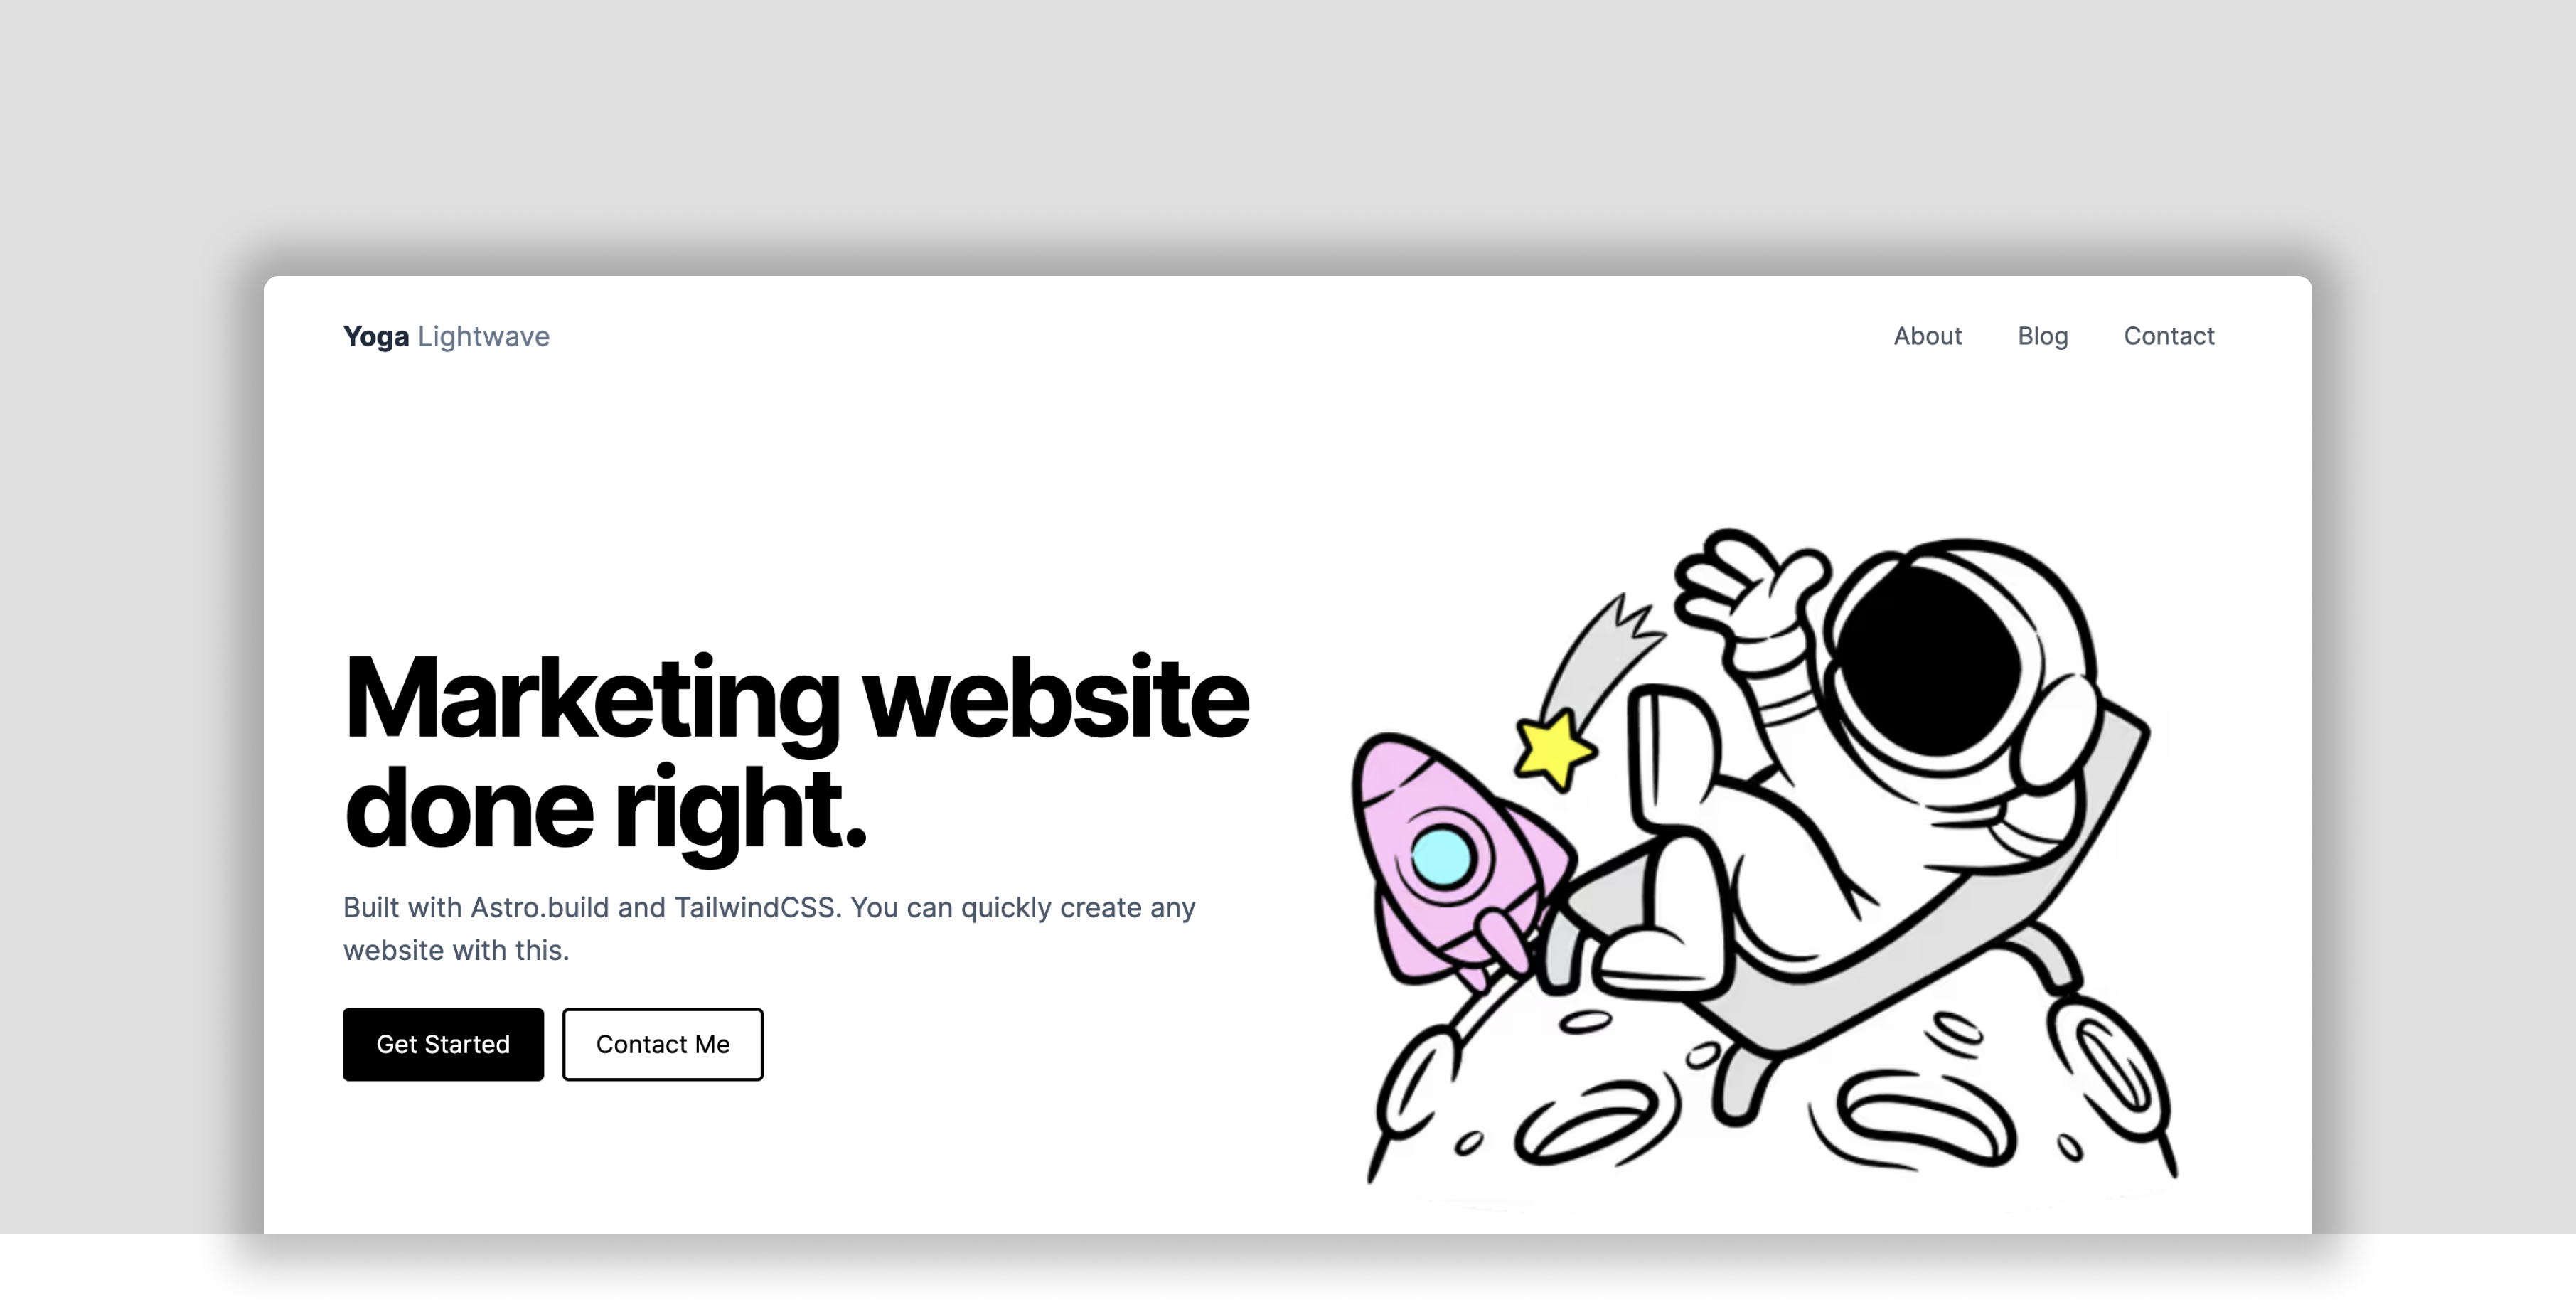 Yoga Lightwave
About Blog Contact
Marketing website
done right.
Built with Astro.build and TailwindCSS. You can quickly create any
website with this.
Get Started
Contact Me